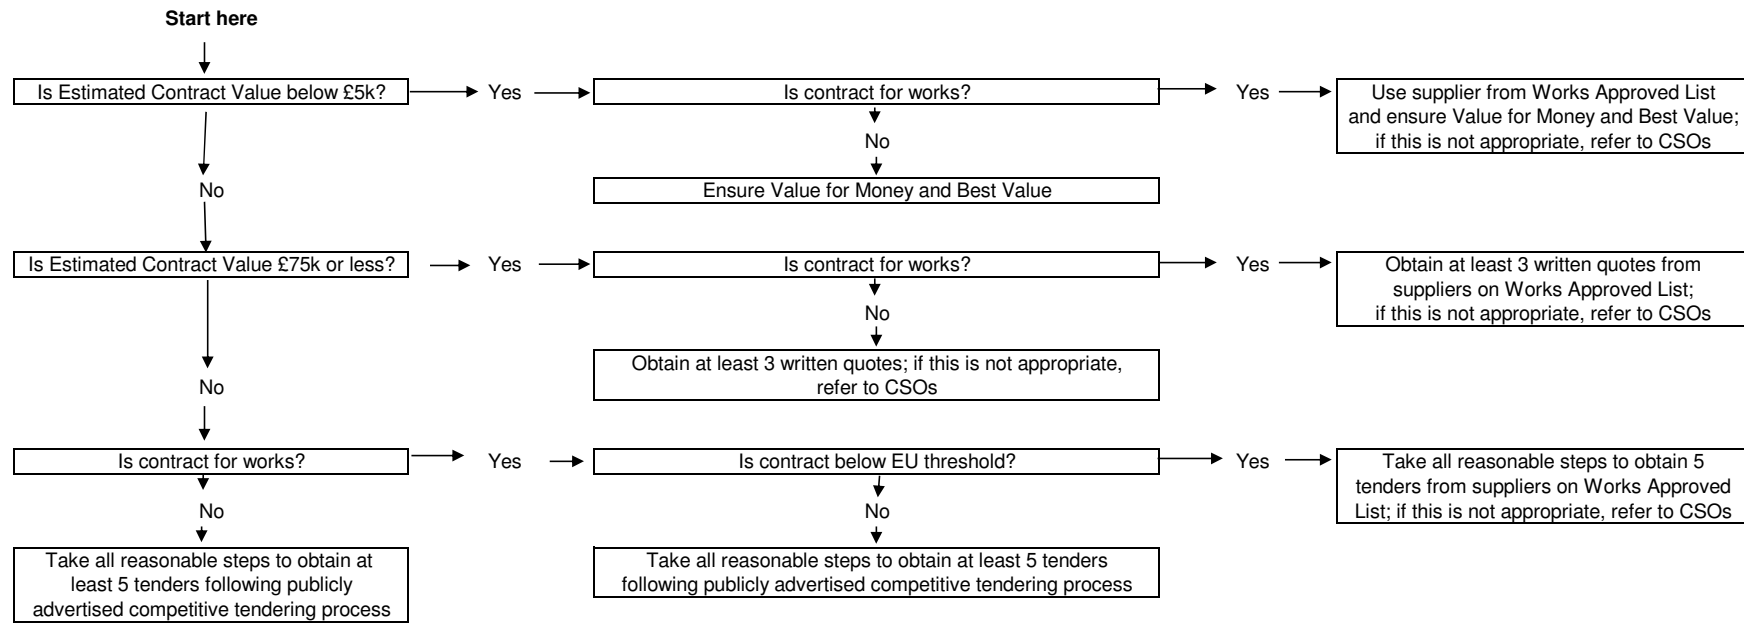 Start here
Is Estimated Contract Value below £5k?
Yes
Is contract for works?
Yes
Use supplier from Works Approved List
and ensure Value for Money and Best Value;
if this is not appropriate, refer to CSOs
No
No
Ensure Value for Money and Best Value
Is Estimated Contract Value £75k or less?
Yes
Is contract for works?
Yes
Obtain at least 3 written quotes from
suppliers on Works Approved List;
if this is not appropriate, refer to CSOs
No
Obtain at least 3 written quotes; if this is not appropriate,
refer to CSOs
No
Is contract for works?
Yes
Is contract below EU threshold?
Yes
Take all reasonable steps to obtain 5
tenders from suppliers on Works Approved
List; if this is not appropriate, refer to CSOs
No
No
Take all reasonable steps to obtain at
least 5 tenders following publicly
advertised competitive tendering process
Take all reasonable steps to obtain at least 5 tenders
following publicly advertised competitive tendering process